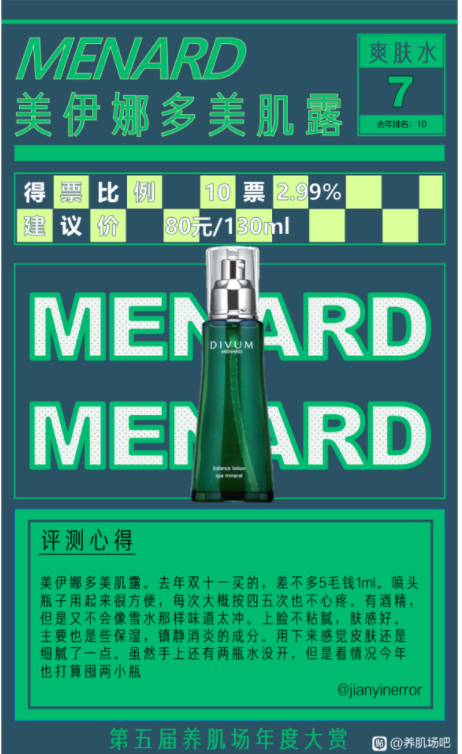 MENARD
美伊娜多美肌露
爽肤水
7
去年排名：10
得票比例 10票 2.99%
建议价 80元/130ml
MENARD
MENARD
DIVUM
MENARD
balance lotion
spa mineral
评测心得
美伊娜多美肌露。去年双十一买的，差不多5毛钱1ml。喷头
瓶子用起来很方便，每次大概按四五次也不心疼。有酒精，
但是又不会像雪水那样味道太冲。上脸不粘腻，肤感好。
主要也是些保湿，镇静消炎的成分。用下来感觉皮肤还是
细腻了一点。虽然手上还有两瓶水没开，但是看情况今年
也打算囤两小瓶
@jianyinerror
第五届养肌场年度大赏
贴 @养肌场吧